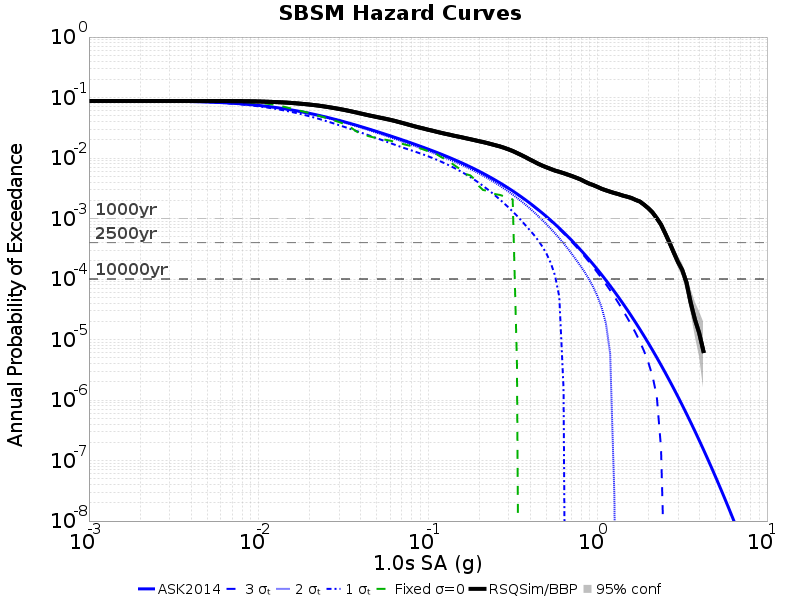 SBSM Hazard Curves
Annual Probability of Exceedance
10^0
10^-1
10^-2
10^-3
10^-4
10^-5
10^-6
10^-7
10^-8
1000yr
2500yr
10000yr
10^-3 10^-2 10^-1 10^0 10^1
1.0s SA (g)
ASK2014 3 σₜ 2 σₜ 1 σₜ Fixed σ=0 RSQSim/BBP 95% conf